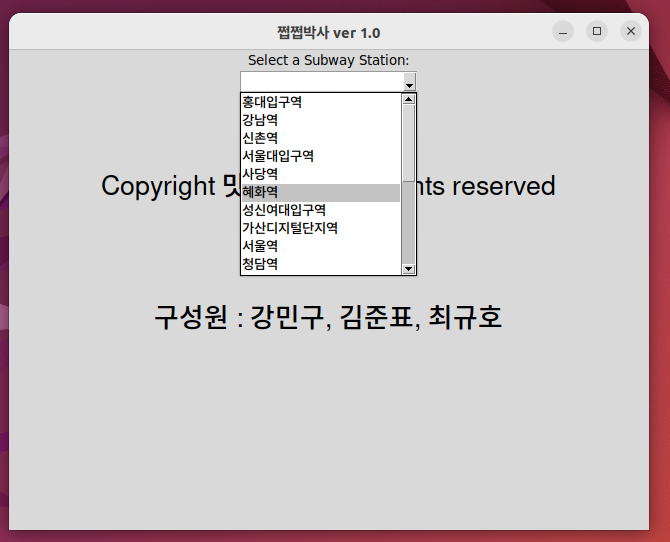 쩝쩝박사 ver 1.0
Select a Subway Station:
홍대입구역
강남역
신촌역
서울대입구역
사당역
Copyright 맛 nts reserved
혜화역
성신여대입구역
가산디지털단지역
서울역
청담역
구성원 : 강민구, 김준표, 최규호